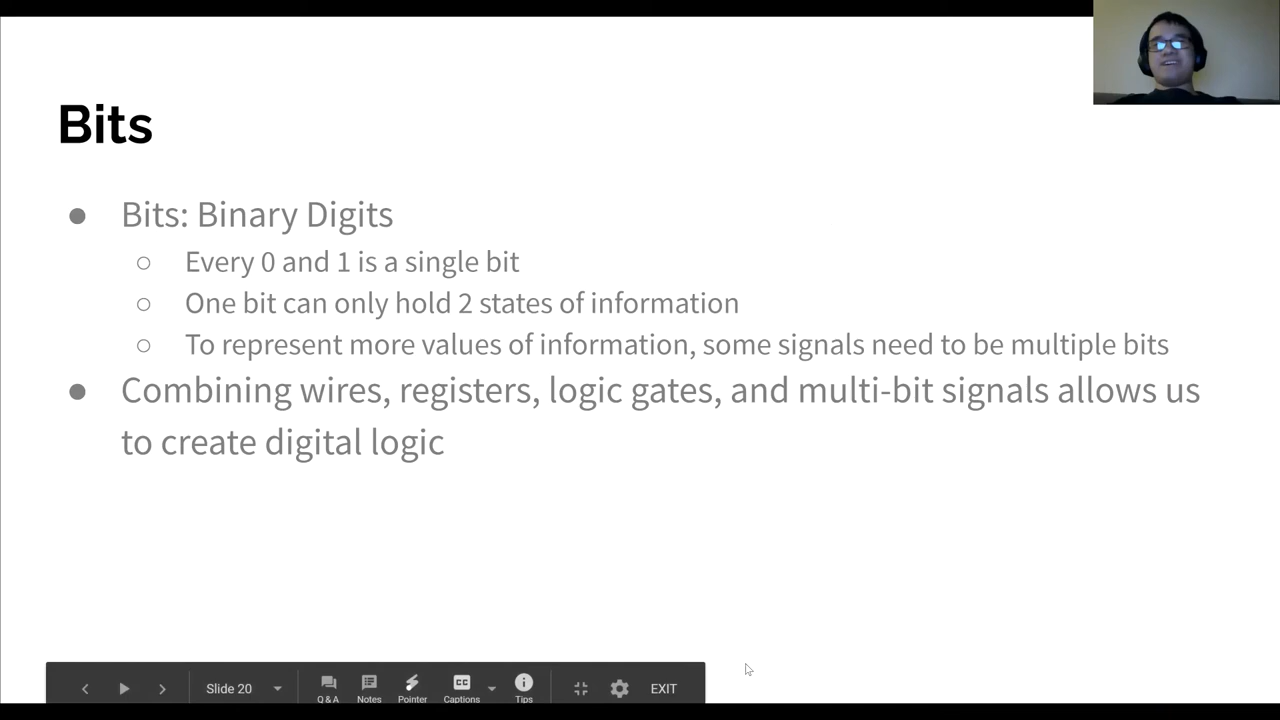 Bits
● Bits: Binary Digits
○ Every 0 and 1 is a single bit
○ One bit can only hold 2 states of information
○ To represent more values of information, some signals need to be multiple bits
● Combining wires, registers, logic gates, and multi-bit signals allows us
to create digital logic
Slide 20 Q & A Notes Pointer CC Captions Tips EXIT